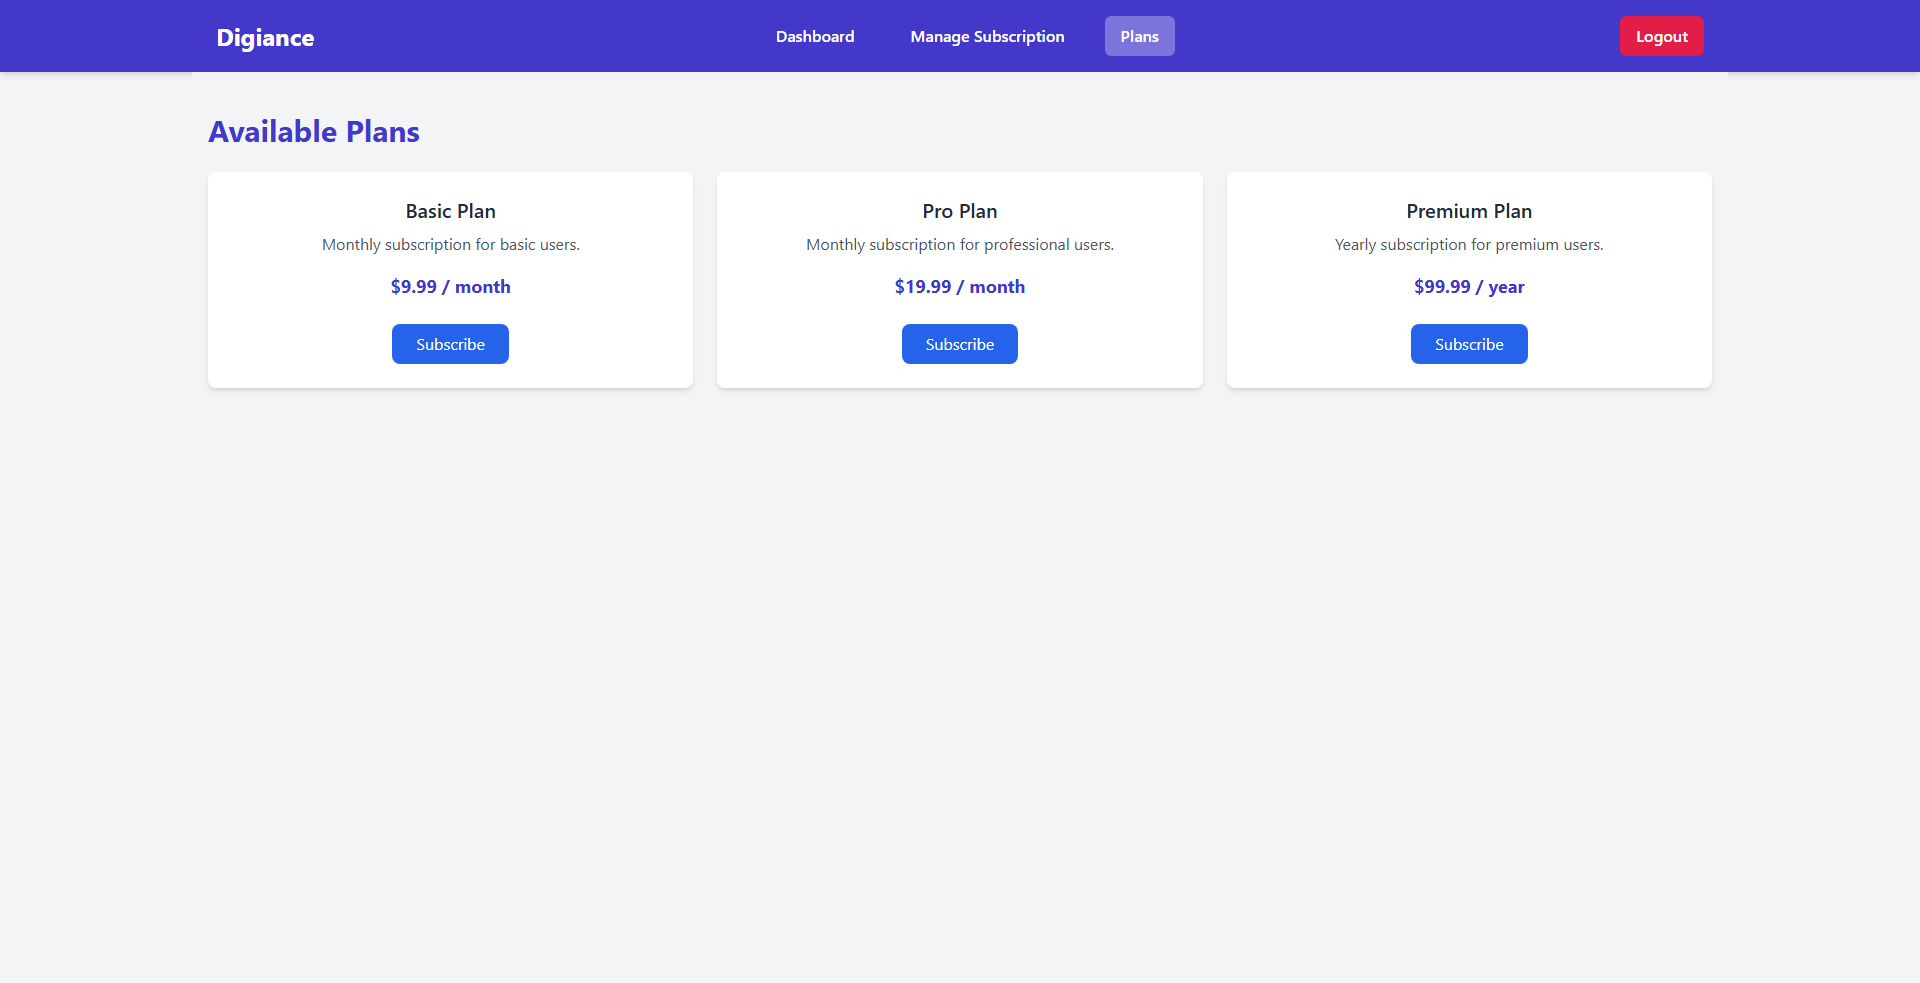 Digiance
Dashboard
Manage Subscription
Plans
Logout
Available Plans
Basic Plan
Monthly subscription for basic users.
$9.99 / month
Subscribe
Pro Plan
Monthly subscription for professional users.
$19.99 / month
Subscribe
Premium Plan
Yearly subscription for premium users.
$99.99 / year
Subscribe